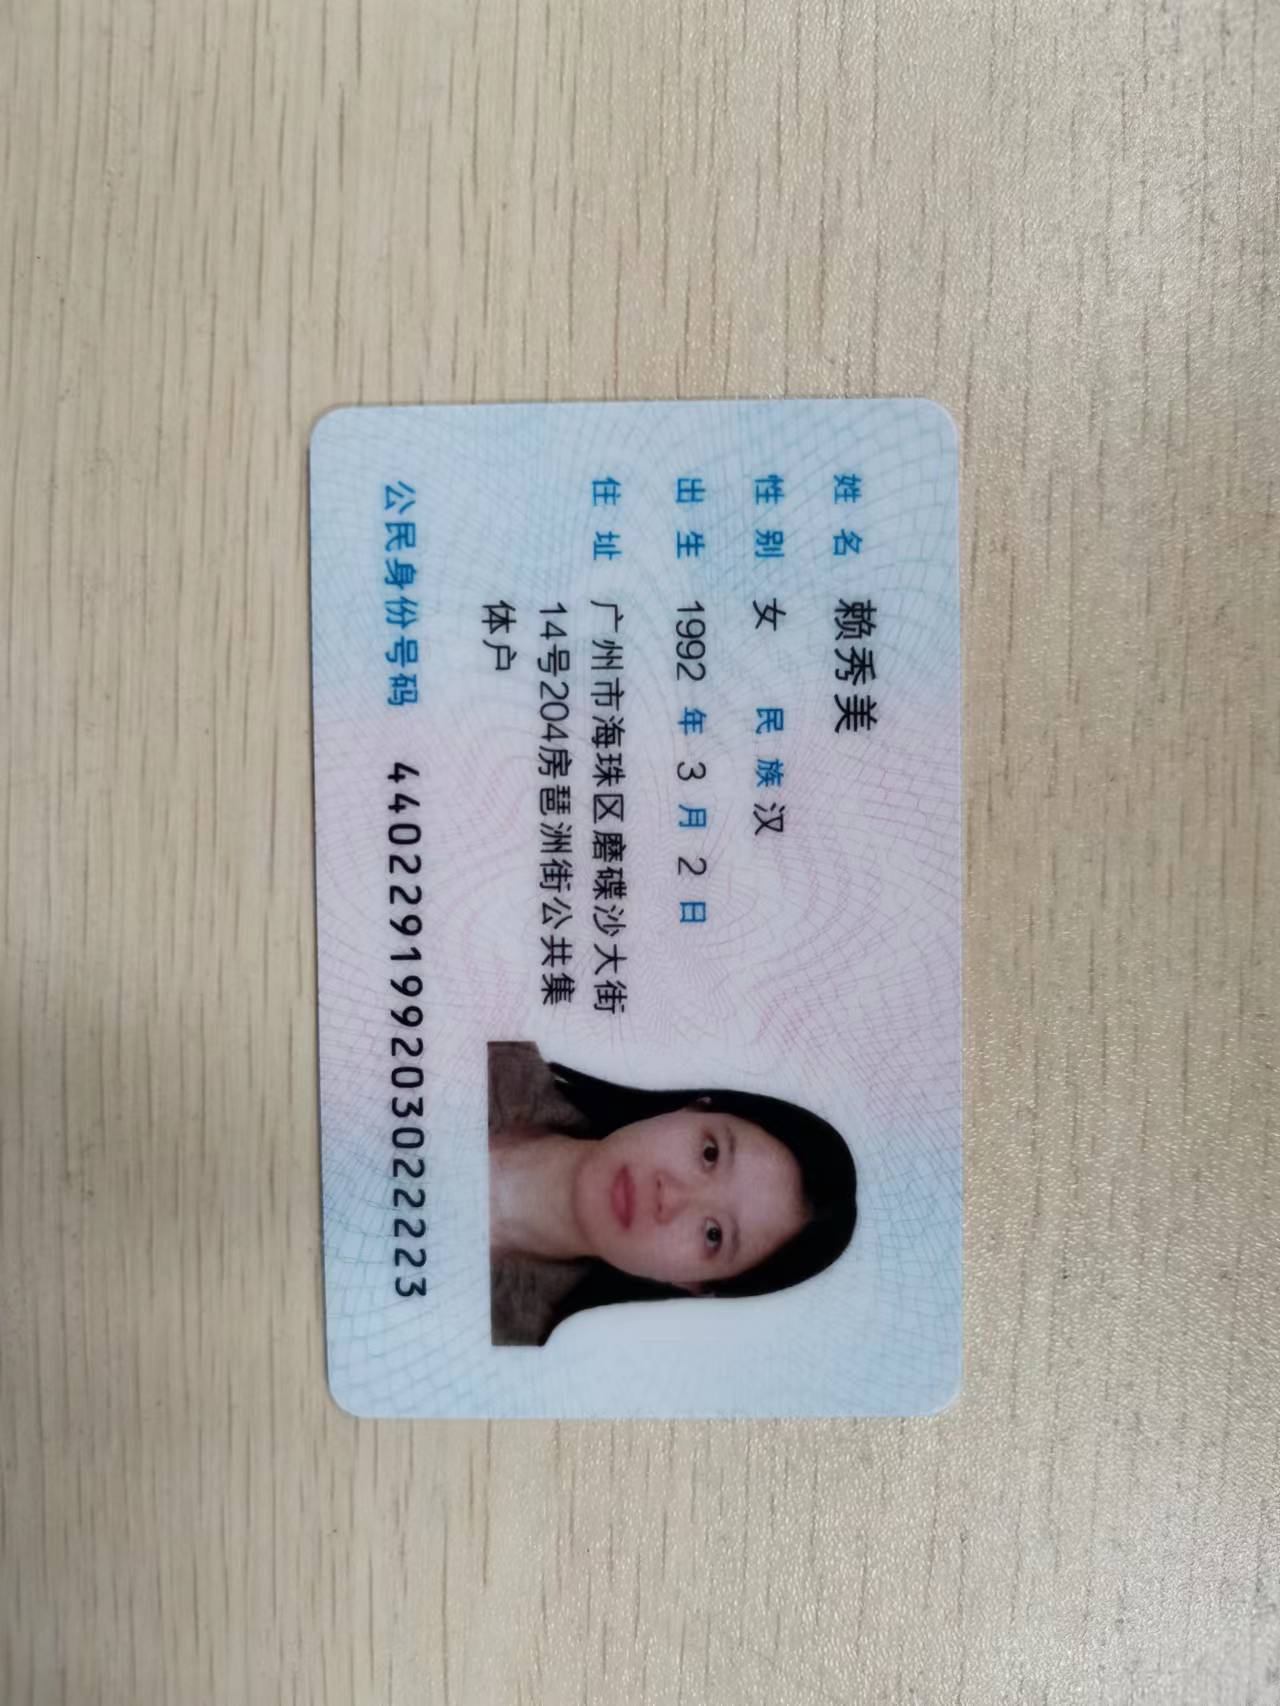 姓名 赖秀美
性别 女 民族 汉
出生 1992 年 3 月 2 日
住址 广州市海珠区磨碟沙大街
14号204房琶洲街公共集
体户
公民身份号码 440229199203022223